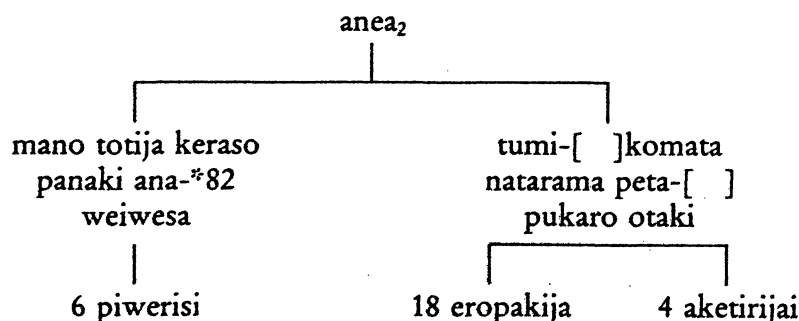 anea₂
mano totija keraso
panaki ana-*82
weiwesa
tumi-[ ]komata
natarama peta-[ ]
pukaro otaki
6 piwerisi
18 eropakija
4 aketirijai